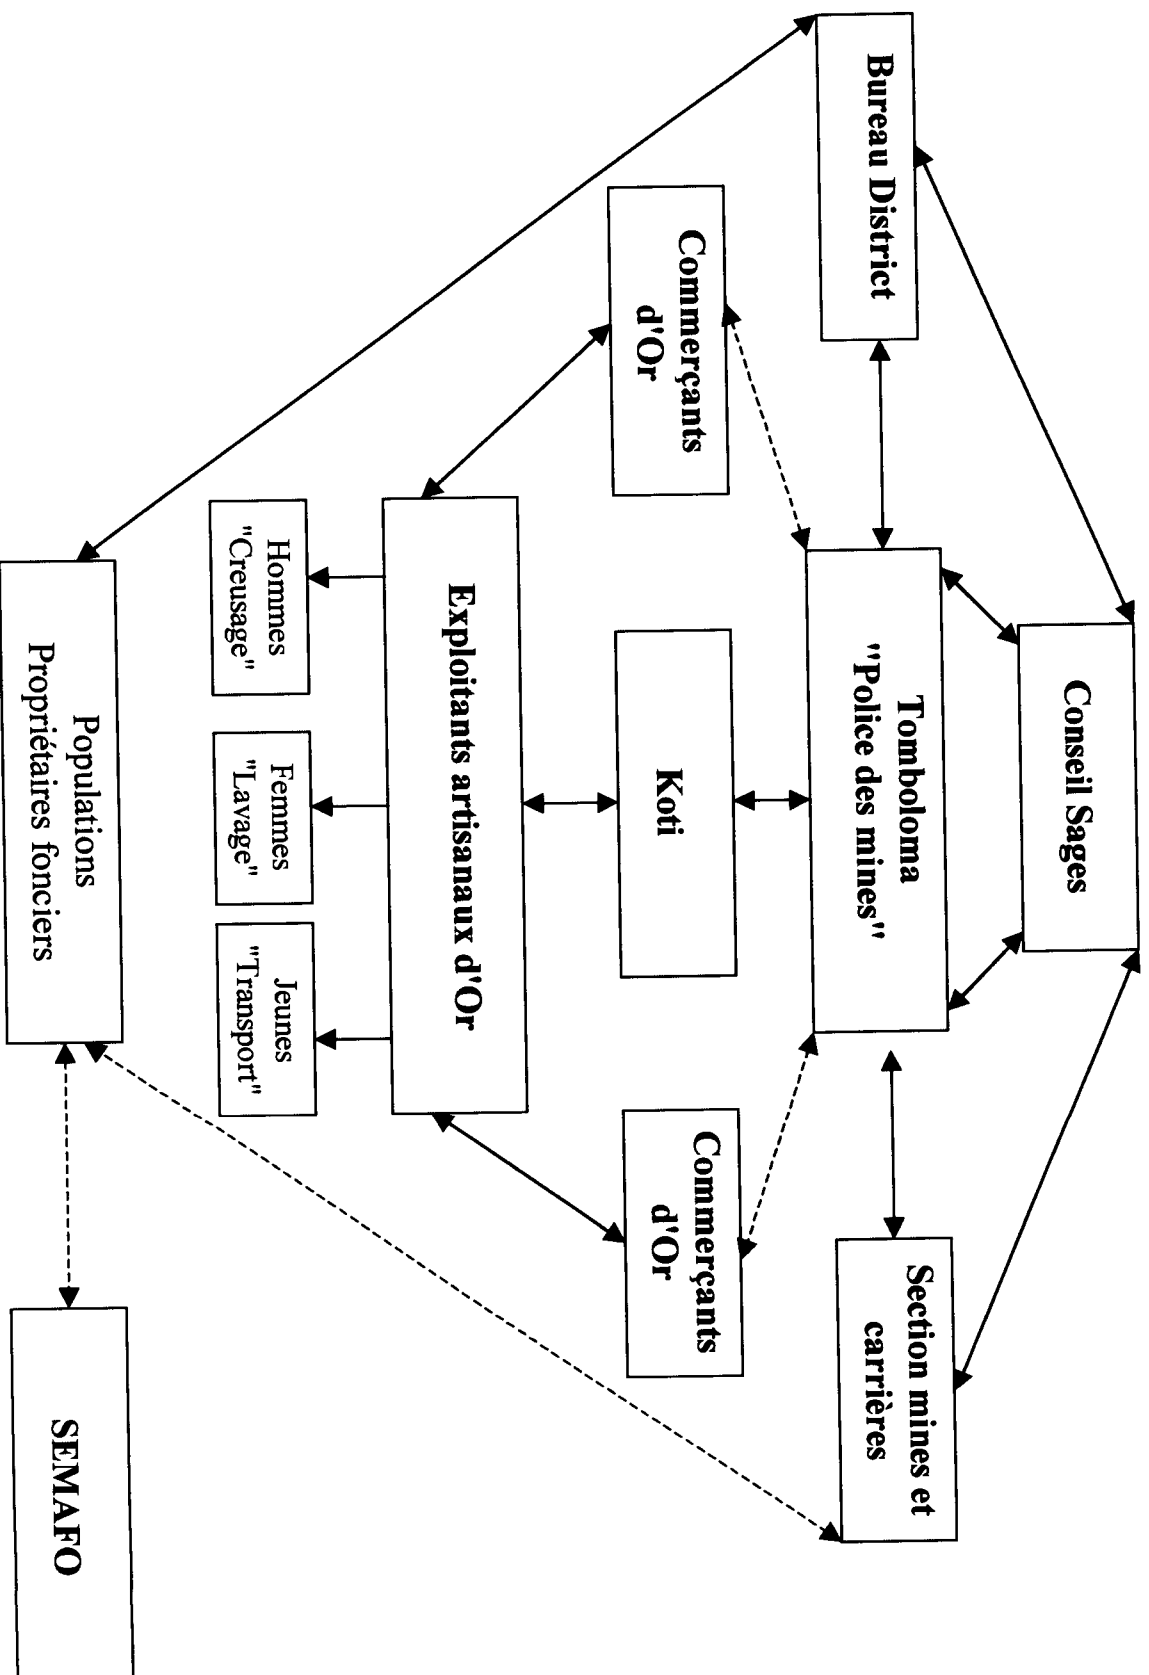 Conseil Sages
Bureau District
Tomboloma
"Police des mines"
Section mines et
carrières
Commerçants
d'Or
Koti
Commerçants
d'Or
Exploitants artisanaux d'Or
Hommes
"Creusage"
Femmes
"Lavage"
Jeunes
"Transport"
Populations
Propriétaires fonciers
SEMAFO